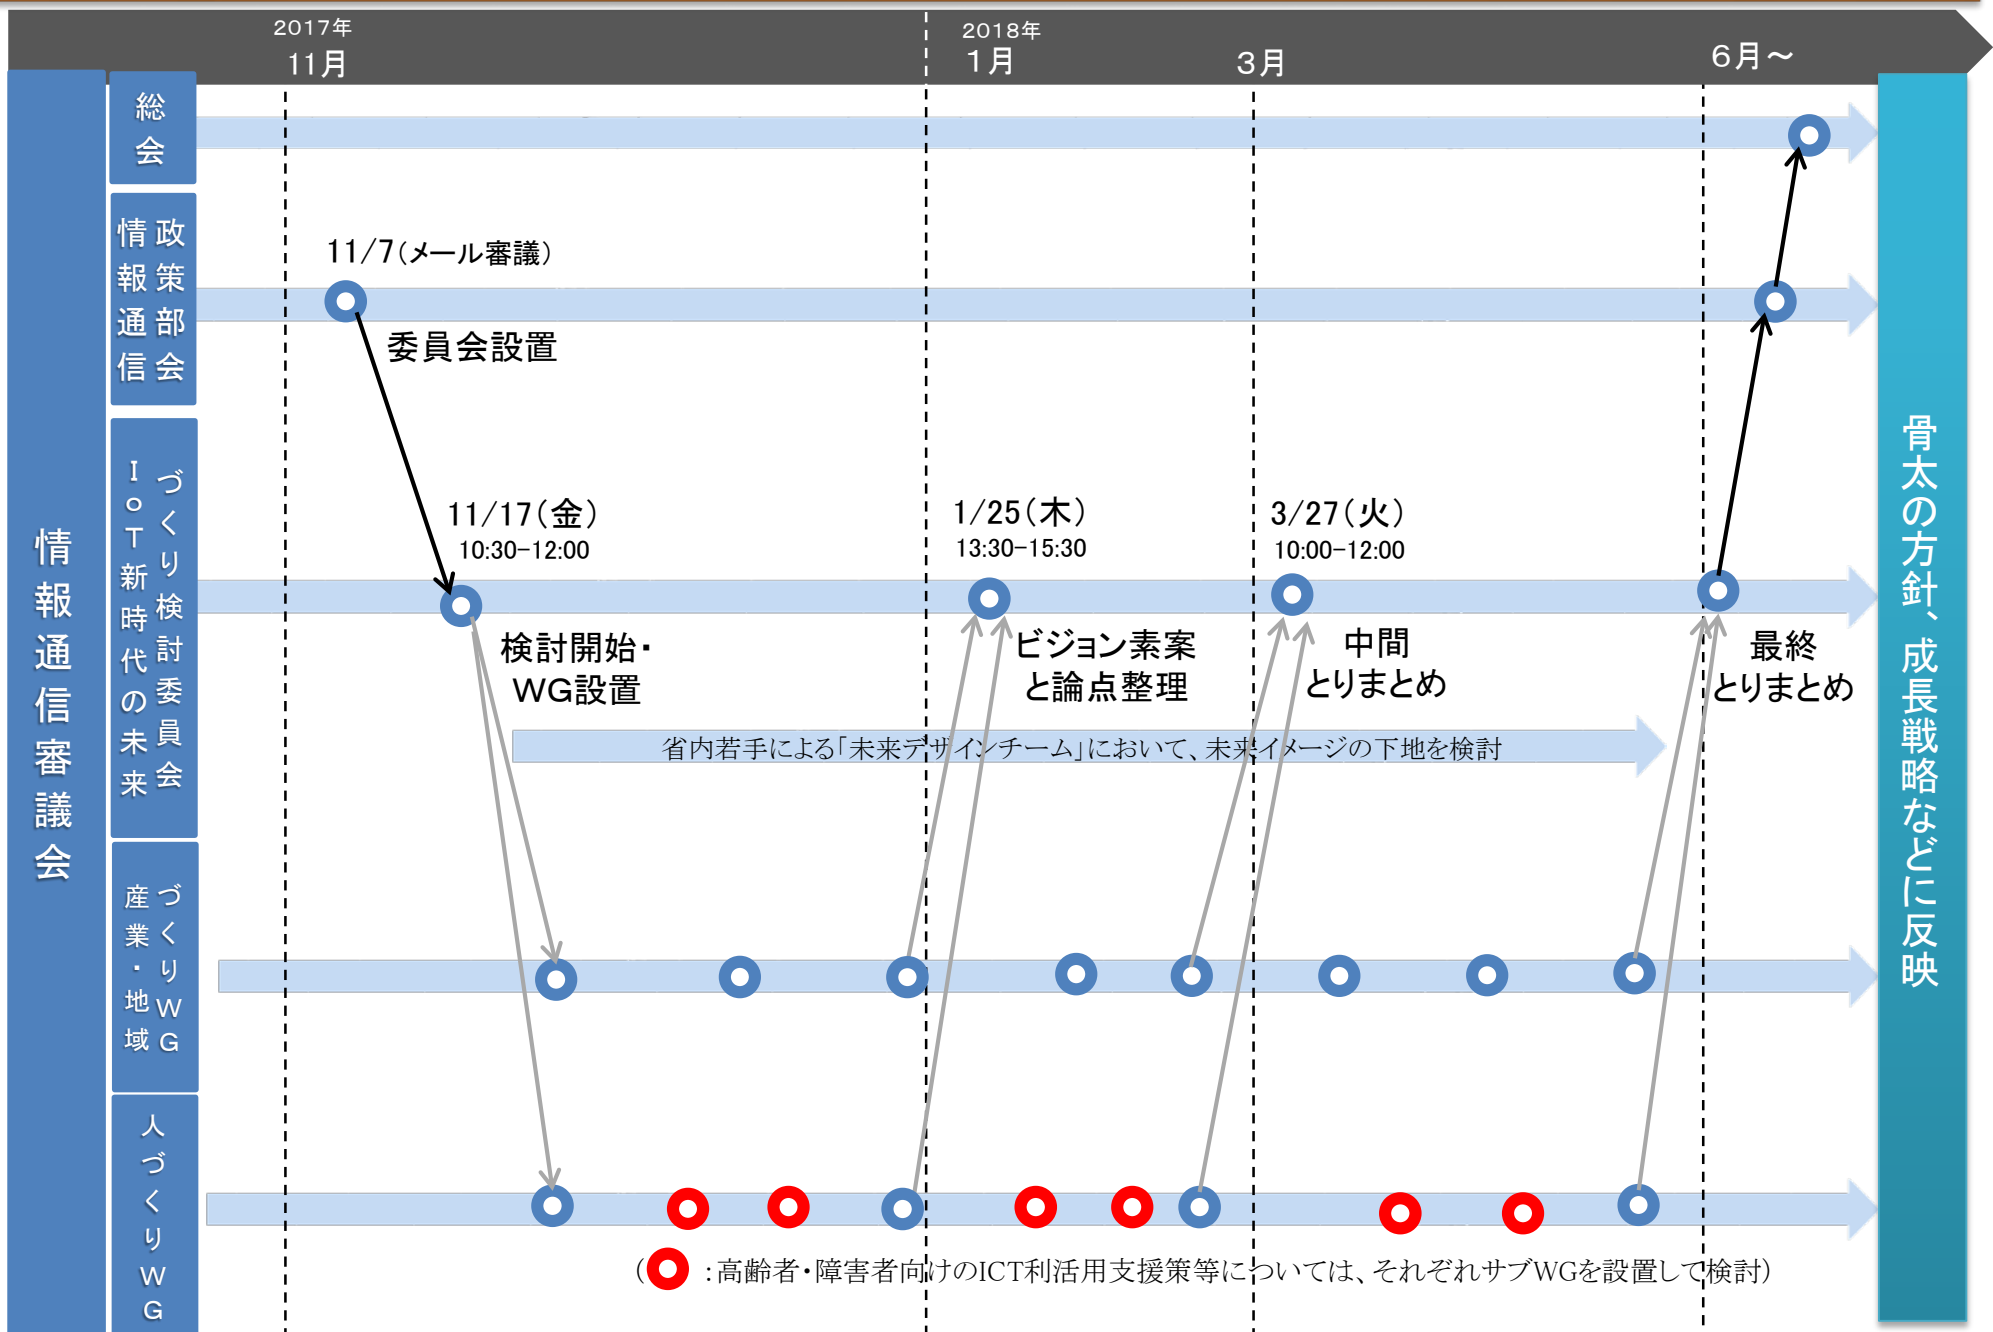 2017年
11月
2018年
1月
3月
6月～
情報通信審議会
総会
情報通信
政策部会
IoT新時代の未来
づくり検討委員会
産業・地域
づくりWG
人づくりWG
11/7(メール審議)
委員会設置
11/17(金)
10:30-12:00
検討開始・
WG設置
1/25(木)
13:30-15:30
ビジョン素案
と論点整理
3/27(火)
10:00-12:00
中間
とりまとめ
最終
とりまとめ
省内若手による「未来デザインチーム」において、未来イメージの下地を検討
(　：高齢者・障害者向けのICT利活用支援策等については、それぞれサブWGを設置して検討)
骨太の方針、成長戦略などに反映